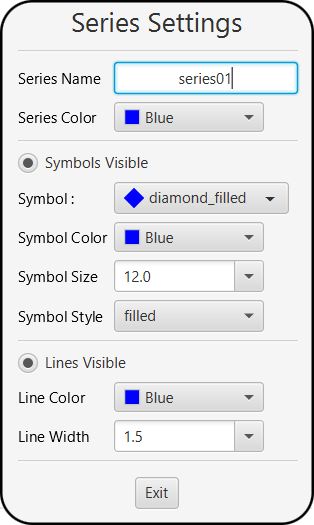 Series Settings
Series Name series01
Series Color Blue
Symbols Visible
Symbol : diamond_filled
Symbol Color Blue
Symbol Size 12.0
Symbol Style filled
Lines Visible
Line Color Blue
Line Width 1.5
Exit